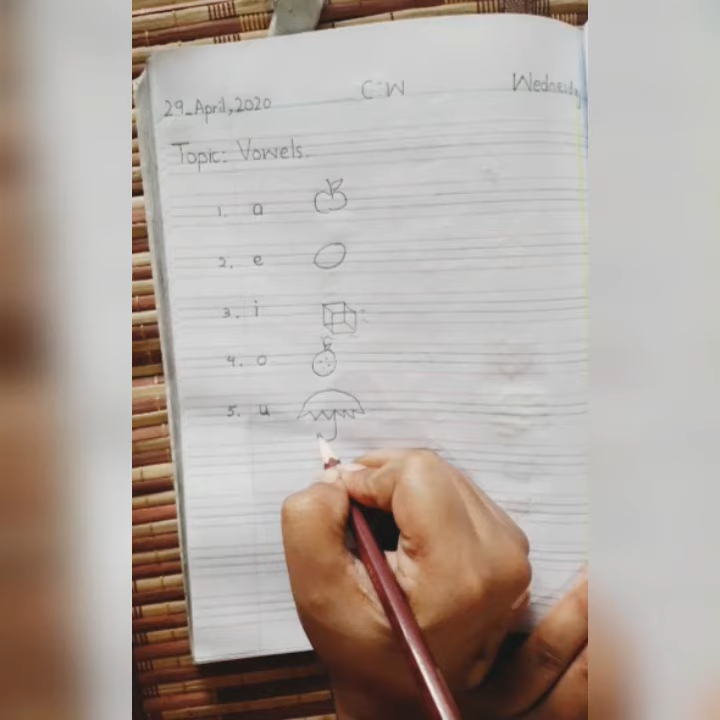 29_April,2020 C:W Wednesday
Topic: Vowels.
1. a
2. e
3. i
4. o
5. u